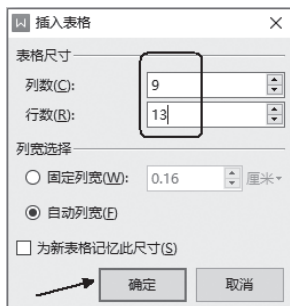 插入表格
表格尺寸
列数(C): 9
行数(R): 13
列宽选择
固定列宽(W): 0.16 厘米
自动列宽(F)
为新表格记忆此尺寸(S)
确定 取消